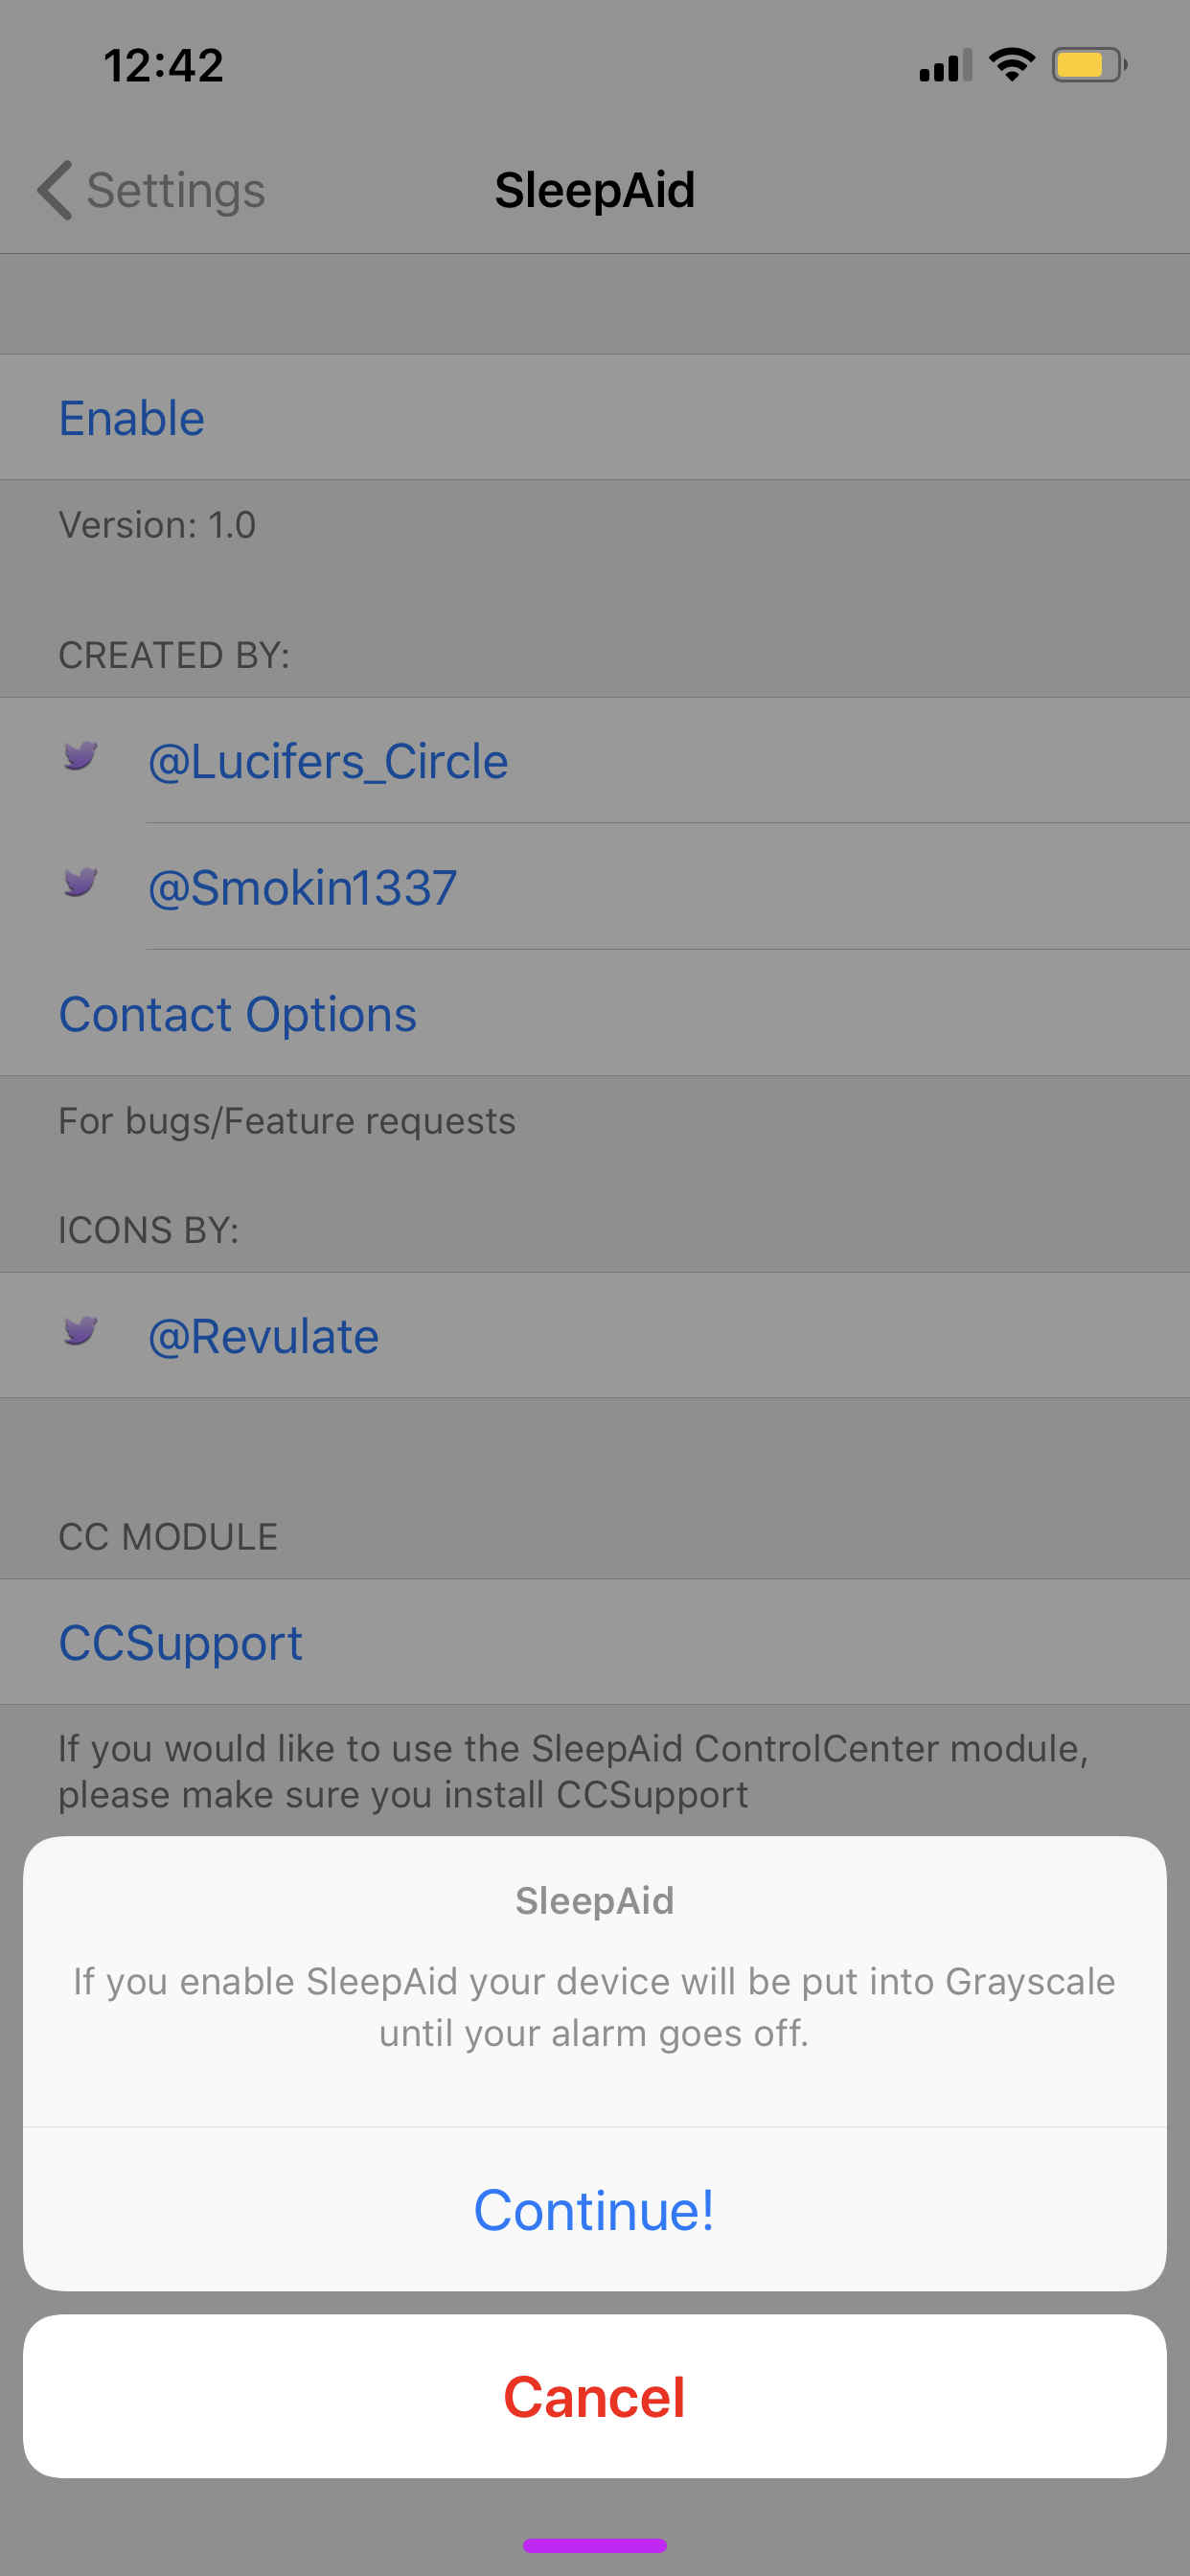 12:42
Settings
SleepAid
Enable
Version: 1.0
CREATED BY:
@Lucifers_Circle
@Smokin1337
Contact Options
For bugs/Feature requests
ICONS BY:
@Revulate
CC MODULE
CCSupport
If you would like to use the SleepAid ControlCenter module,
please make sure you install CCSupport
SleepAid
If you enable SleepAid your device will be put into Grayscale
until your alarm goes off.
Continue!
Cancel